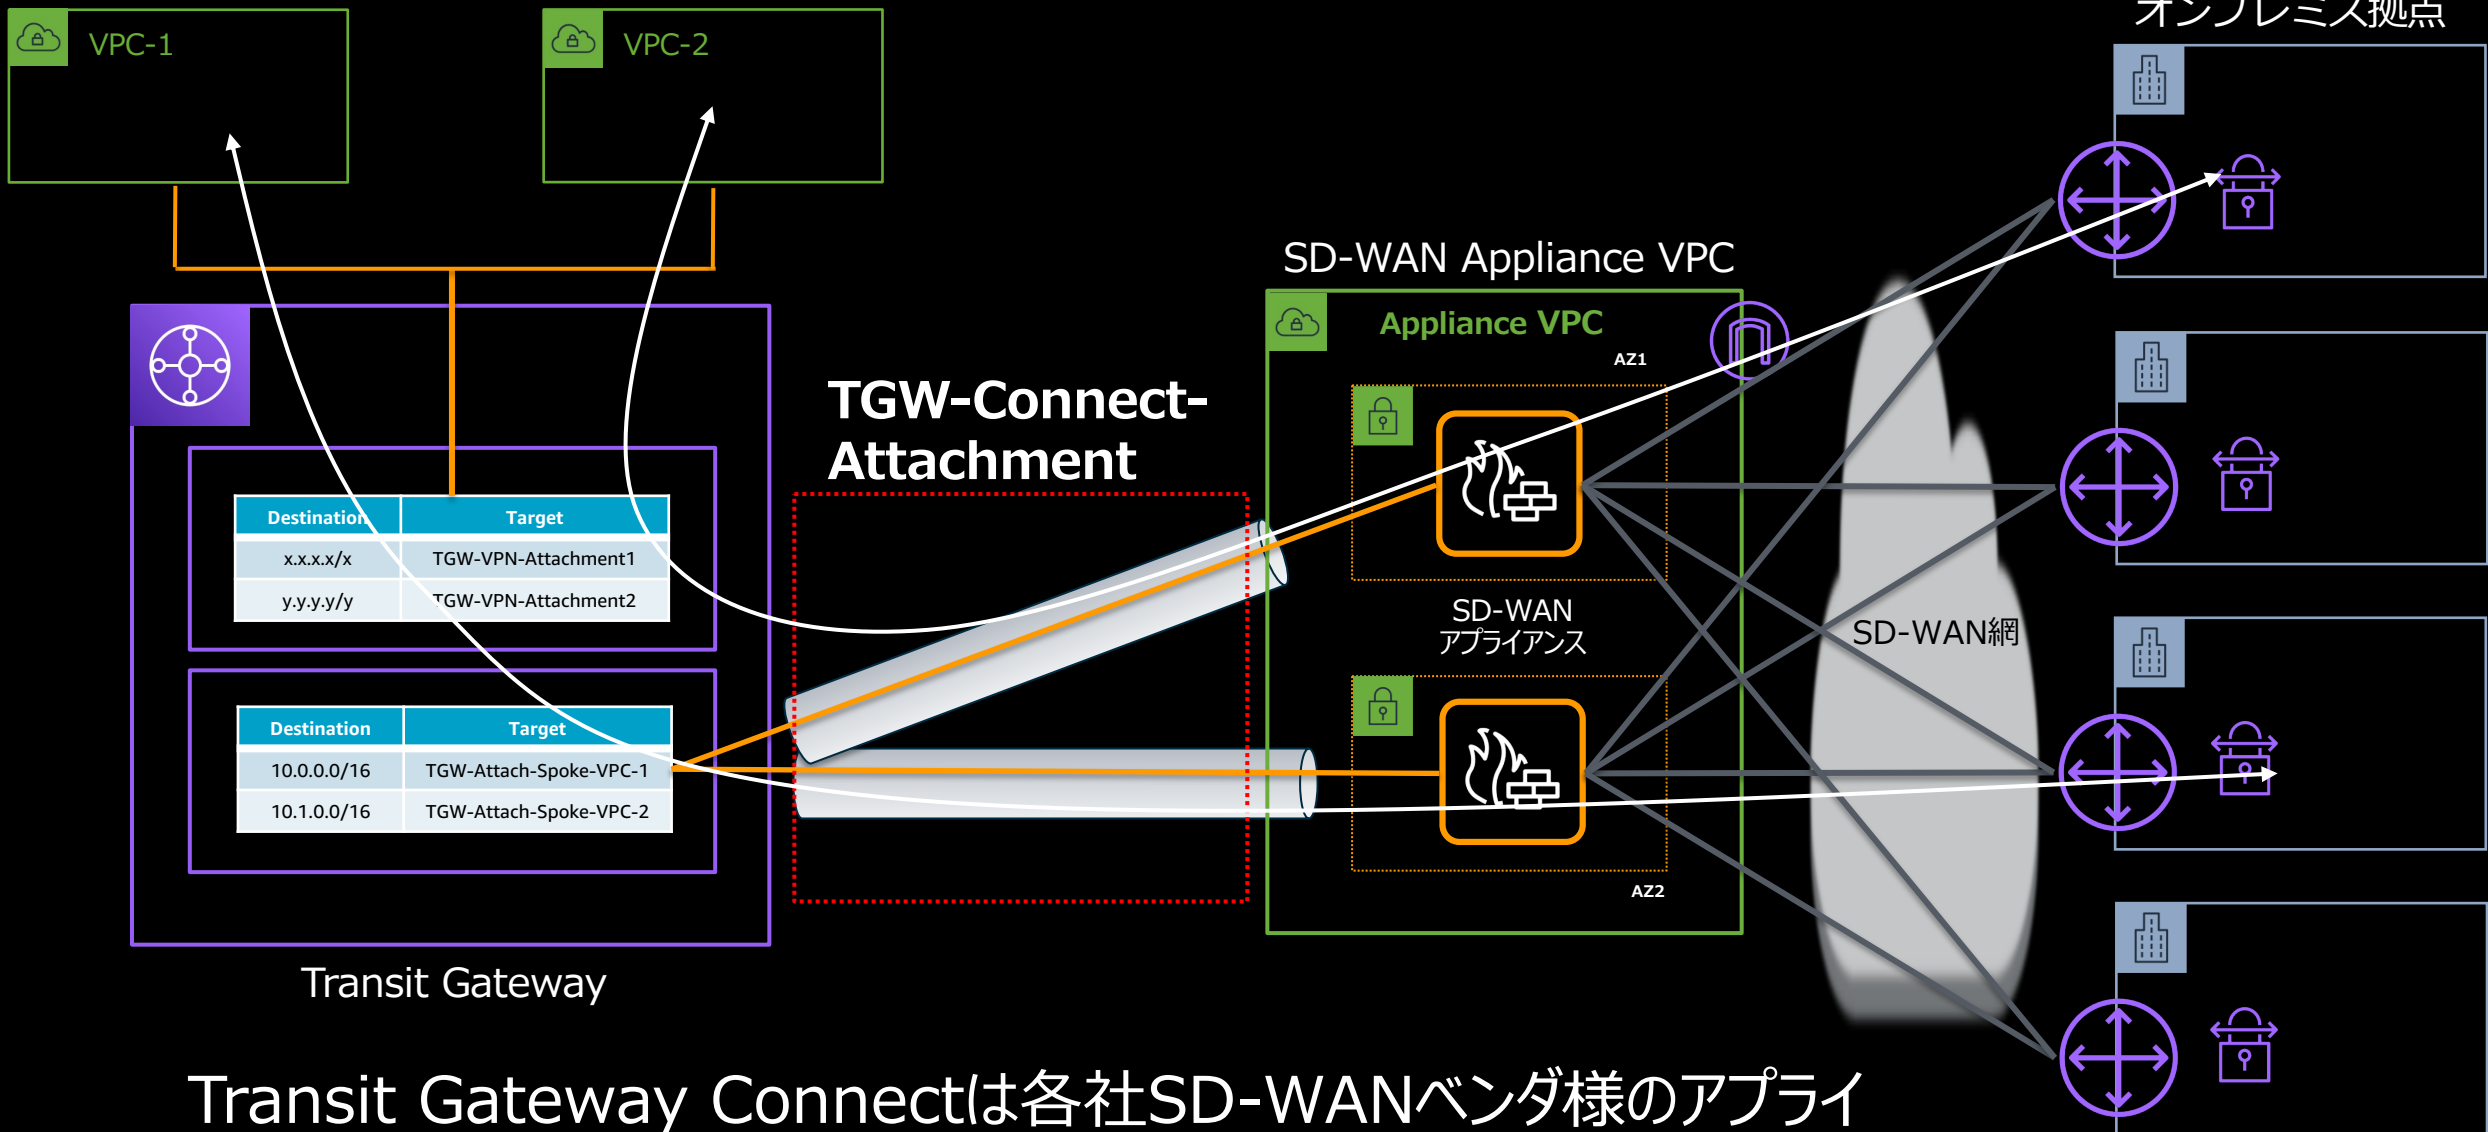 オンプレミス拠点
VPC-1
VPC-2
SD-WAN Appliance VPC
Appliance VPC
AZ1
TGW-Connect-
Attachment
Destination Target
x.x.x.x/x TGW-VPN-Attachment1
y.y.y.y/y TGW-VPN-Attachment2
SD-WAN
アプライアンス
SD-WAN網
Destination Target
10.0.0.0/16 TGW-Attach-Spoke-VPC-1
10.1.0.0/16 TGW-Attach-Spoke-VPC-2
AZ2
Transit Gateway
Transit Gateway Connectは各社SD-WANベンダ様のアプライ